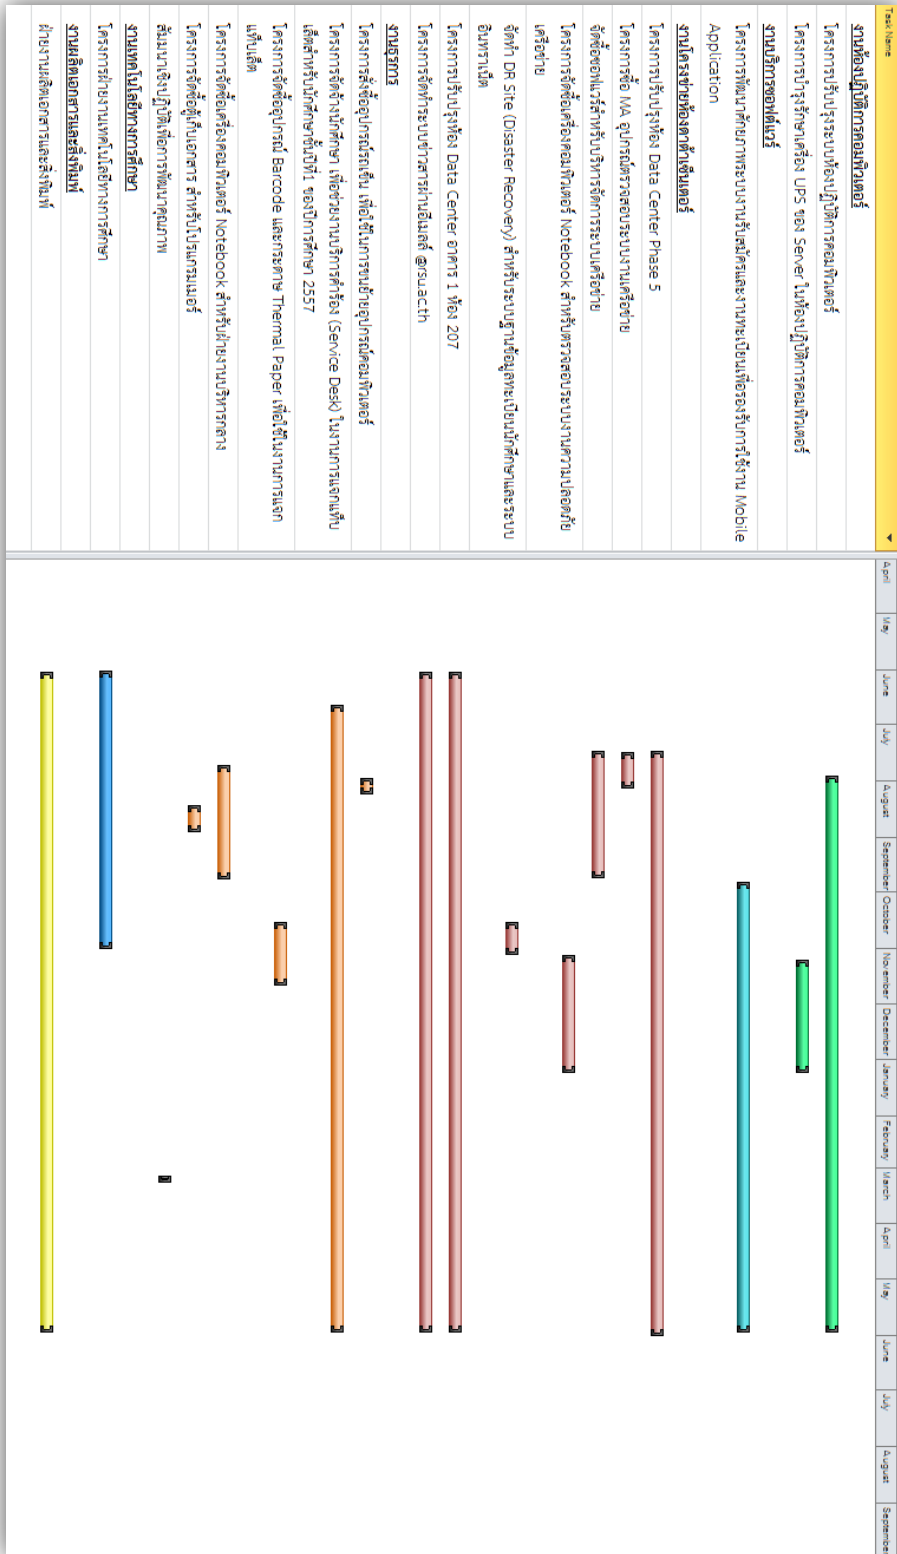 Task Name
งานห้องปฏิบัติการคอมพิวเตอร์
โครงการปรับปรุงระบบห้องปฏิบัติการคอมพิวเตอร์
โครงการบำรุงรักษาเครื่อง UPS ของ Server ในห้องปฏิบัติการคอมพิวเตอร์
งานบริการซอฟต์แวร์
โครงการพัฒนาศักยภาพระบบงานรับสมัครและงานทะเบียนเพื่อรองรับการใช้งาน Mobile
Application
งานโครงข่ายห้องดาต้าเซ็นเตอร์
โครงการปรับปรุงห้อง Data Center Phase 5
โครงการซื้อ MA อุปกรณ์ตรวจสอบระบบงานเครือข่าย
จัดซื้อซอฟแวร์สำหรับบริหารจัดการระบบเครือข่าย
โครงการจัดซื้อเครื่องคอมพิวเตอร์ Notebook สำหรับตรวจสอบระบบงานความปลอดภัย
เครือข่าย
จัดทำ DR Site (Disaster Recovery) สำหรับระบบฐานข้อมูลทะเบียนนักศึกษาและระบบ
อินทราเน็ต
โครงการปรับปรุงห้อง Data Center อาคาร 1 ห้อง 207
โครงการจัดทำระบบข่าวสารผ่านอีเมลล์ @rsu.ac.th
งานธุรการ
โครงการสั่งซื้ออุปกรณ์รถเข็น เพื่อใช้ในการขนย้ายอุปกรณ์คอมพิวเตอร์
โครงการจัดจ้างนักศึกษา เพื่อช่วยงานบริการคำร้อง (Service Desk) ในงานการแจกแท็บ
เล็ตสำหรับนักศึกษาชั้นปีที่1 ของปีการศึกษา 2557
โครงการจัดซื้ออุปกรณ์ Barcode และกระดาษ Thermal Paper เพื่อใช้ในงานการแจก
แท็บเล็ต
โครงการจัดซื้อเครื่องคอมพิวเตอร์ Notebook สำหรับฝ่ายงานบริหารกลาง
โครงการจัดซื้อตู้เก็บเอกสาร สำหรับโปรแกรมเมอร์
สัมมนาเชิงปฏิบัติเพื่อการพัฒนาคุณภาพ
งานเทคโนโลยีทางการศึกษา
โครงการฝ่ายงานเทคโนโลยีทางการศึกษา
งานผลิตเอกสารและสิ่งพิมพ์
ฝ่ายงานผลิตเอกสารและสิ่งพิมพ์
April
May
June
July
August
September
October
November
December
January
February
March
April
May
June
July
August
September